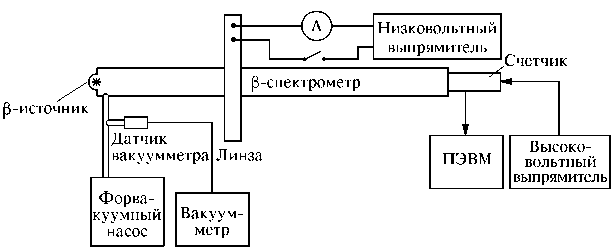 А
Низковольтный
выпрямитель
Счетчик
β-спектрометр
β-источник
Датчик
вакуумметра
Линза
ПЭВМ
Высоко-
вольтный
выпрямитель
Форва-
куумный
насос
Вакуум-
метр